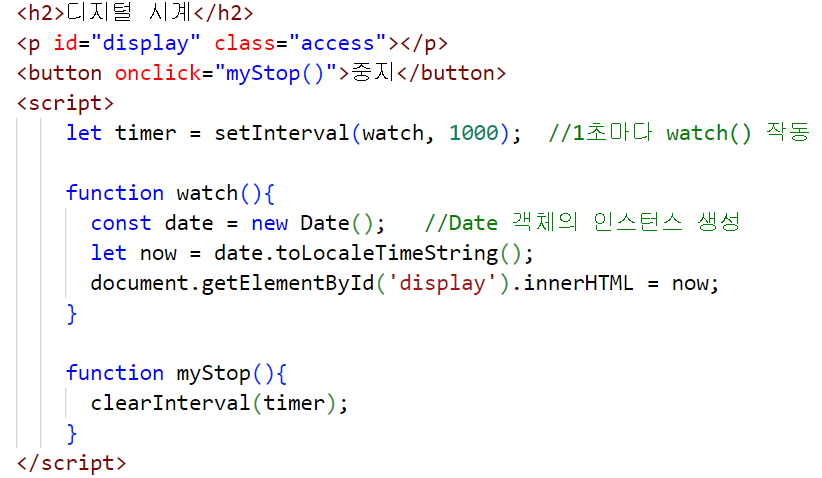 <h2>디지털 시계</h2>
<p id="display" class="access"></p>
<button onclick="myStop()">중지</button>
<script>
let timer = setInterval(watch, 1000);  //1초마다 watch() 작동
function watch(){
const date = new Date();   //Date 객체의 인스턴스 생성
let now = date.toLocaleTimeString();
document.getElementById('display').innerHTML = now;
}
function myStop(){
clearInterval(timer);
}
</script>